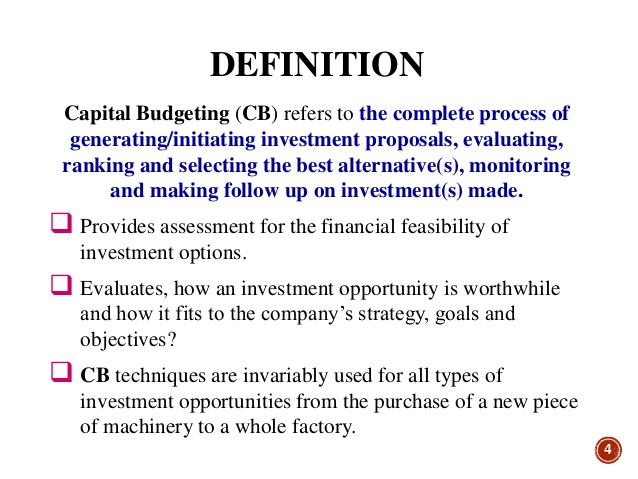 DEFINITION
Capital Budgeting (CB) refers to the complete process of
generating/initiating investment proposals, evaluating,
ranking and selecting the best alternative(s), monitoring
and making follow up on investment(s) made.
Provides assessment for the financial feasibility of
investment options.
Evaluates, how an investment opportunity is worthwhile
and how it fits to the company’s strategy, goals and
objectives?
CB techniques are invariably used for all types of
investment opportunities from the purchase of a new piece
of machinery to a whole factory.
4